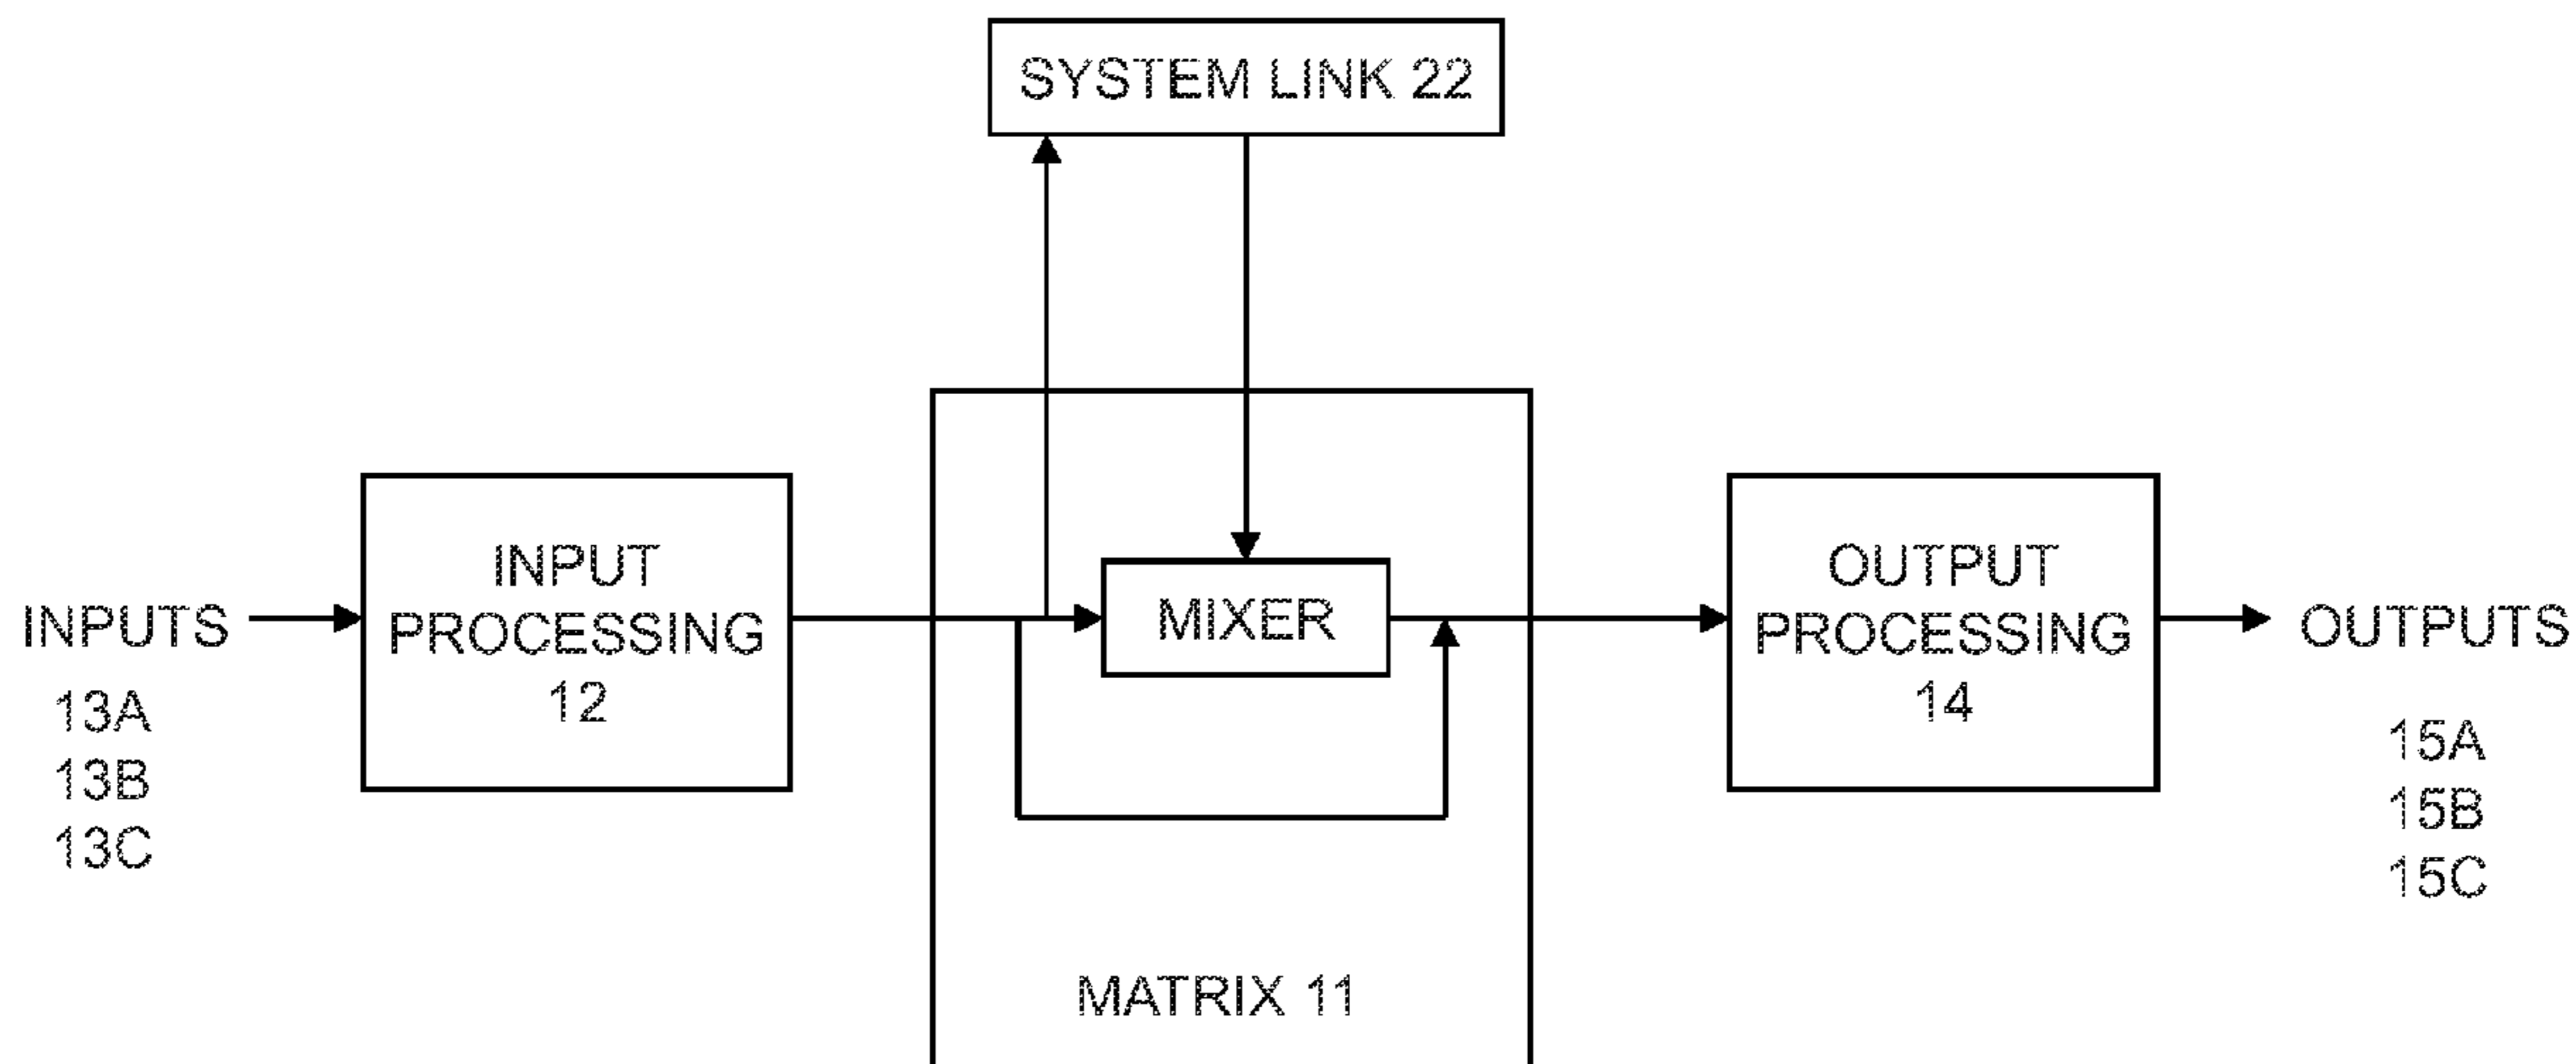 SYSTEM LINK 22
INPUTS
13A
13B
13C
INPUT
PROCESSING
12
MIXER
MATRIX 11
OUTPUT
PROCESSING
14
OUTPUTS
15A
15B
15C